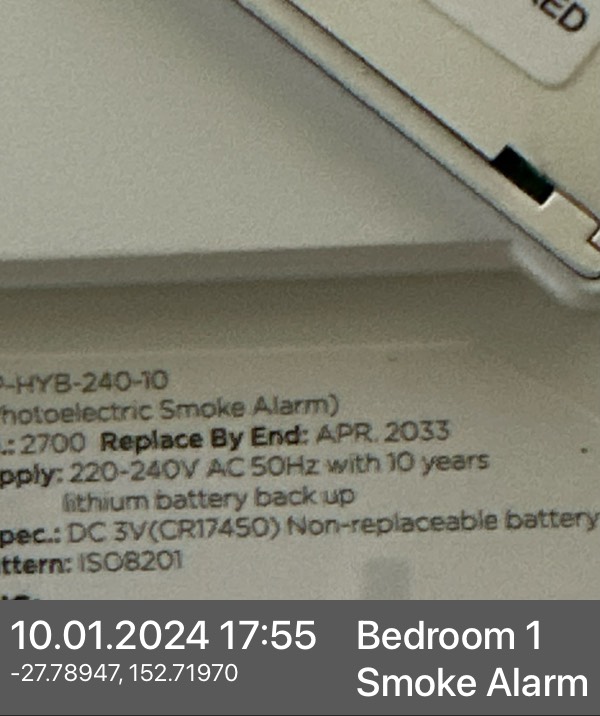 RED
P-HYB-240-10
hotoelectric Smoke Alarm)
.: 2700 Replace By End: APR. 2033
pply: 220-240V AC 50Hz with 10 years
lithium battery back up
pec.: DC 3V(CR17450) Non-replaceable battery
ttern: ISO8201
10.01.2024 17:55
-27.78947, 152.71970
Bedroom 1
Smoke Alarm